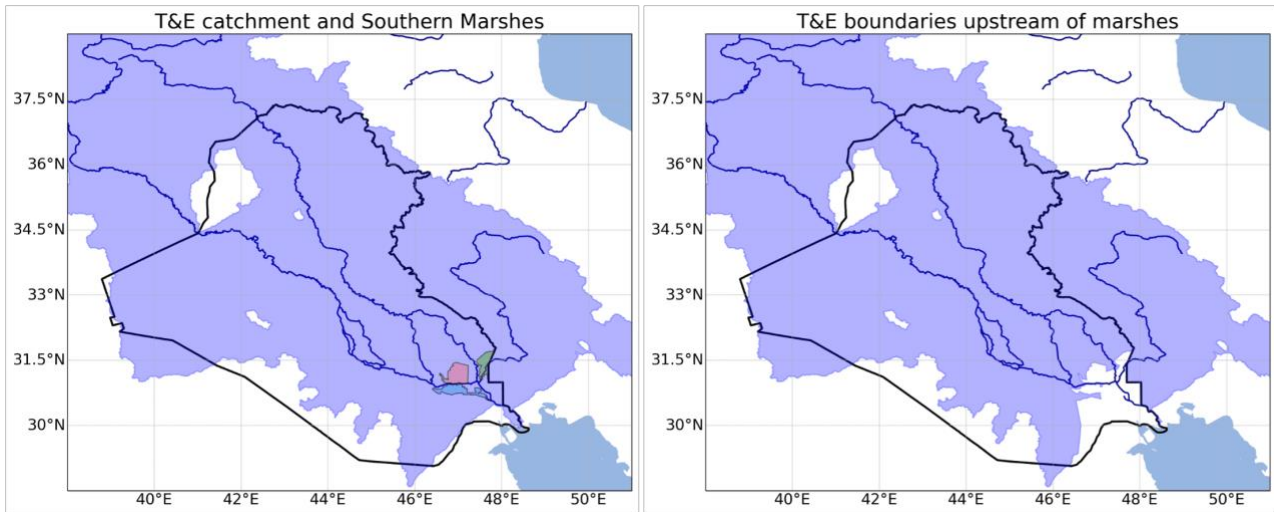 T&E catchment and Southern Marshes
37.5°N
36°N
34.5°N
33°N
31.5°N
30°N
40°E 42°E 44°E 46°E 48°E 50°E
T&E boundaries upstream of marshes
37.5°N
36°N
34.5°N
33°N
31.5°N
30°N
40°E 42°E 44°E 46°E 48°E 50°E